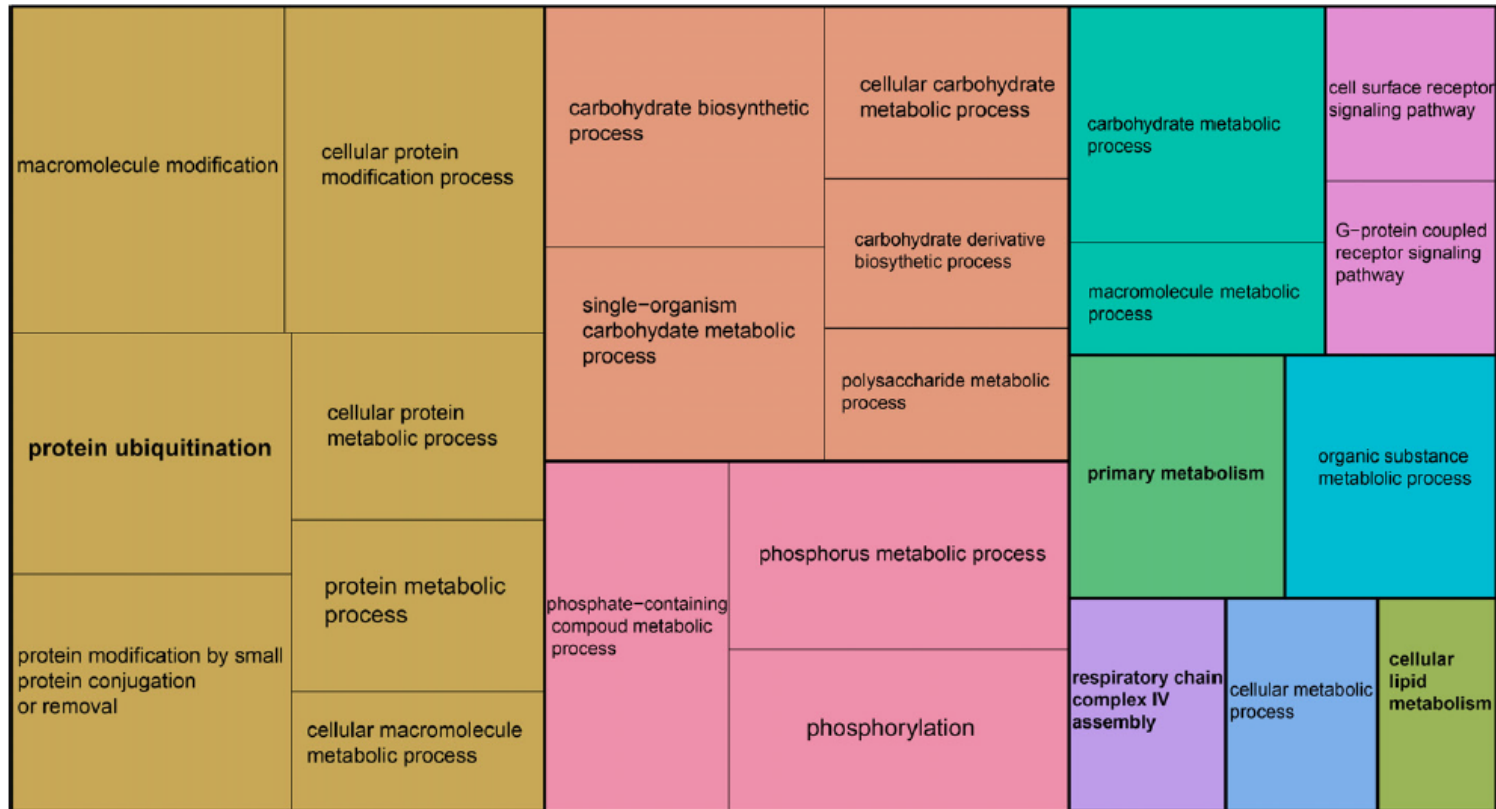 macromolecule modification
cellular protein
modification process
protein ubiquitination
cellular protein
metabolic process
protein metabolic
process
protein modification by small
protein conjugation
or removal
cellular macromolecule
metabolic process
carbohydrate biosynthetic
process
cellular carbohydrate
metabolic process
carbohydrate derivative
biosythetic process
single−organism
carbohydate metabolic
process
polysaccharide metabolic
process
phosphate−containing
compoud metabolic
process
phosphorus metabolic process
phosphorylation
carbohydrate metabolic
process
macromolecule metabolic
process
cell surface receptor
signaling pathway
G−protein coupled
receptor signaling
pathway
primary metabolism
organic substance
metablolic process
respiratory chain
complex IV
assembly
cellular metabolic
process
cellular
lipid
metabolism